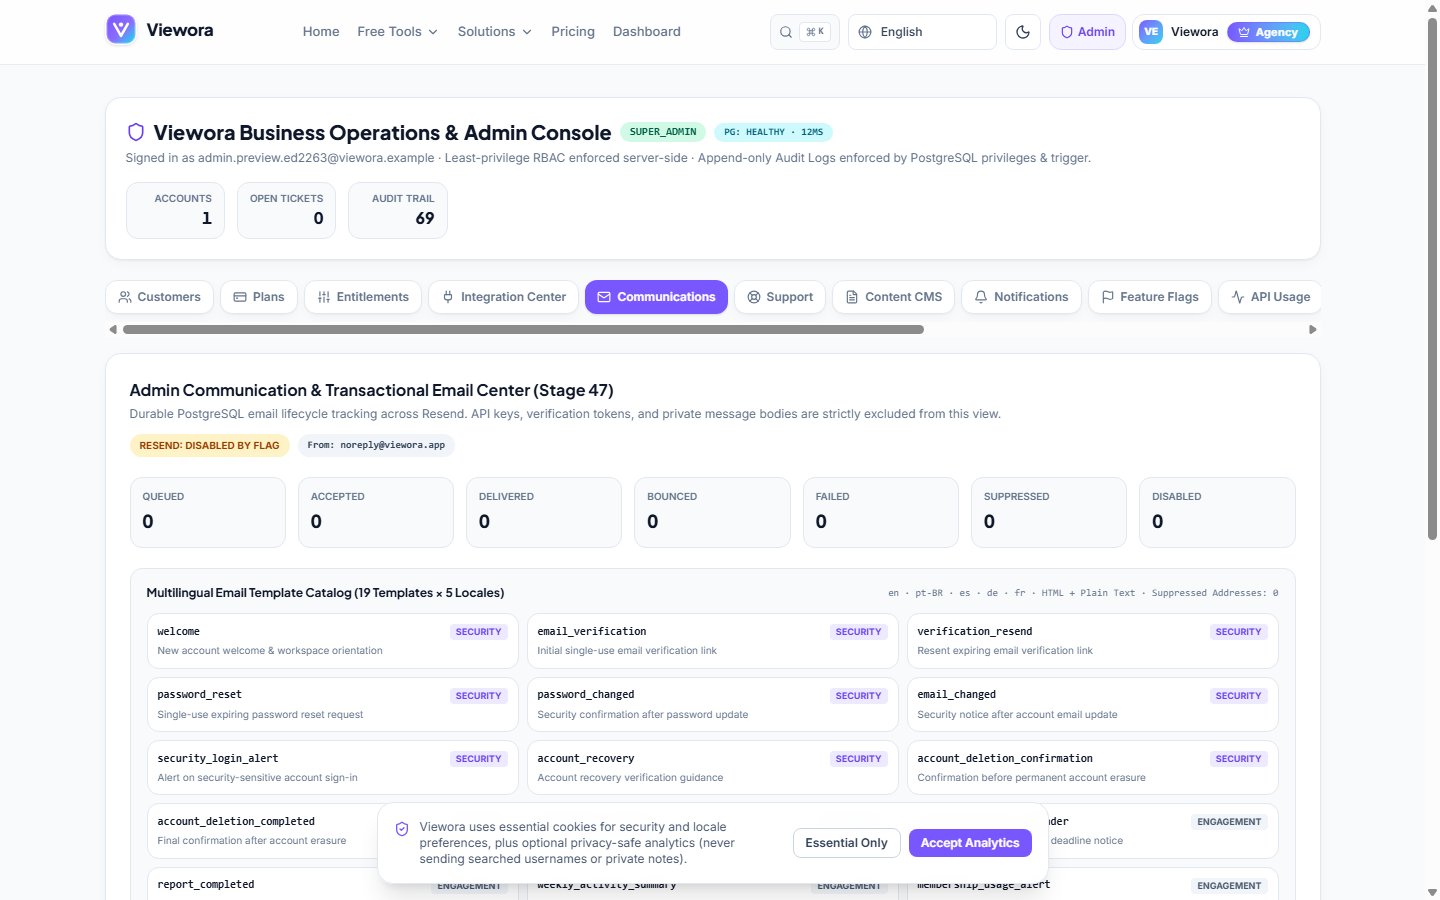 Viewora
Home
Free Tools
Solutions
Pricing
Dashboard
⌘ K
English
Admin
VE
Viewora
Agency
Viewora Business Operations & Admin Console
SUPER_ADMIN
PG: HEALTHY · 12MS
Signed in as admin.preview.ed2263@viewora.example · Least-privilege RBAC enforced server-side · Append-only Audit Logs enforced by PostgreSQL privileges & trigger.
ACCOUNTS
1
OPEN TICKETS
0
AUDIT TRAIL
69
Customers
Plans
Entitlements
Integration Center
Communications
Support
Content CMS
Notifications
Feature Flags
API Usage
Admin Communication & Transactional Email Center (Stage 47)
Durable PostgreSQL email lifecycle tracking across Resend. API keys, verification tokens, and private message bodies are strictly excluded from this view.
RESEND: DISABLED BY FLAG
From: noreply@viewora.app
QUEUED
0
ACCEPTED
0
DELIVERED
0
BOUNCED
0
FAILED
0
SUPPRESSED
0
DISABLED
0
Multilingual Email Template Catalog (19 Templates × 5 Locales)
en · pt-BR · es · de · fr · HTML + Plain Text · Suppressed Addresses: 0
welcome
SECURITY
New account welcome & workspace orientation
email_verification
SECURITY
Initial single-use email verification link
verification_resend
SECURITY
Resent expiring email verification link
password_reset
SECURITY
Single-use expiring password reset request
password_changed
SECURITY
Security confirmation after password update
email_changed
SECURITY
Security notice after account email update
security_login_alert
SECURITY
Alert on security-sensitive account sign-in
account_recovery
SECURITY
Account recovery verification guidance
account_deletion_confirmation
SECURITY
Confirmation before permanent account erasure
account_deletion_completed
Final confirmation after account erasure
ENGAGEMENT
deadline notice
Viewora uses essential cookies for security and locale
preferences, plus optional privacy-safe analytics (never
sending searched usernames or private notes).
Essential Only
Accept Analytics
report_completed
ENGAGEMENT
weekly_activity_summary
ENGAGEMENT
membership_usage_alert
ENGAGEMENT